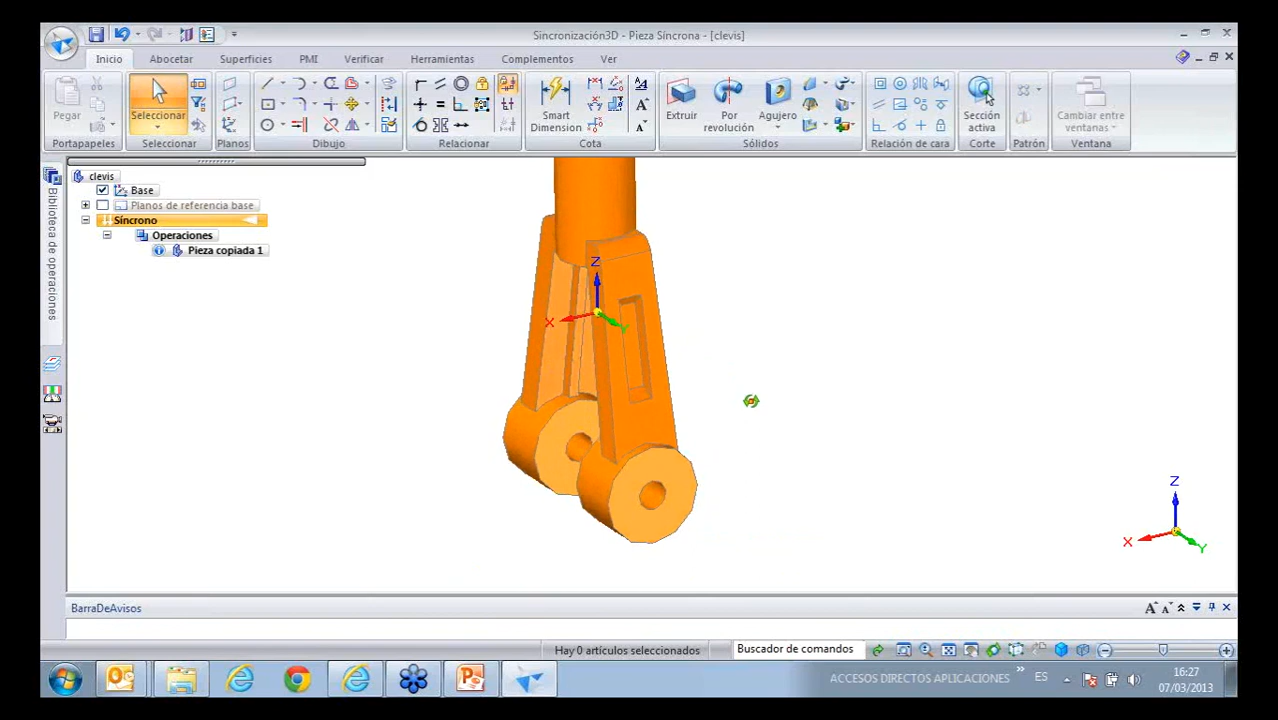 Sincronización3D - Pieza Síncrona - [clevis]
Inicio
Abocetar
Superficies
PMI
Verificar
Herramientas
Complementos
Ver
Pegar
Seleccionar
Smart
Dimension
Extruir
Por
revolución
Agujero
Sección
activa
Cambiar entre
ventanas
Portapapeles
Seleccionar
Planos
Dibujo
Relacionar
Cota
Sólidos
Relación de cara
Corte
Patrón
Ventana
Biblioteca de operaciones
clevis
Base
Planos de referencia base
Síncrono
Operaciones
Pieza copiada 1
Z
X
Y
Z
X
Y
BarraDeAvisos
Hay 0 artículos seleccionados
Buscador de comandos
ACCESOS DIRECTOS APLICACIONES
ES
16:27
07/03/2013